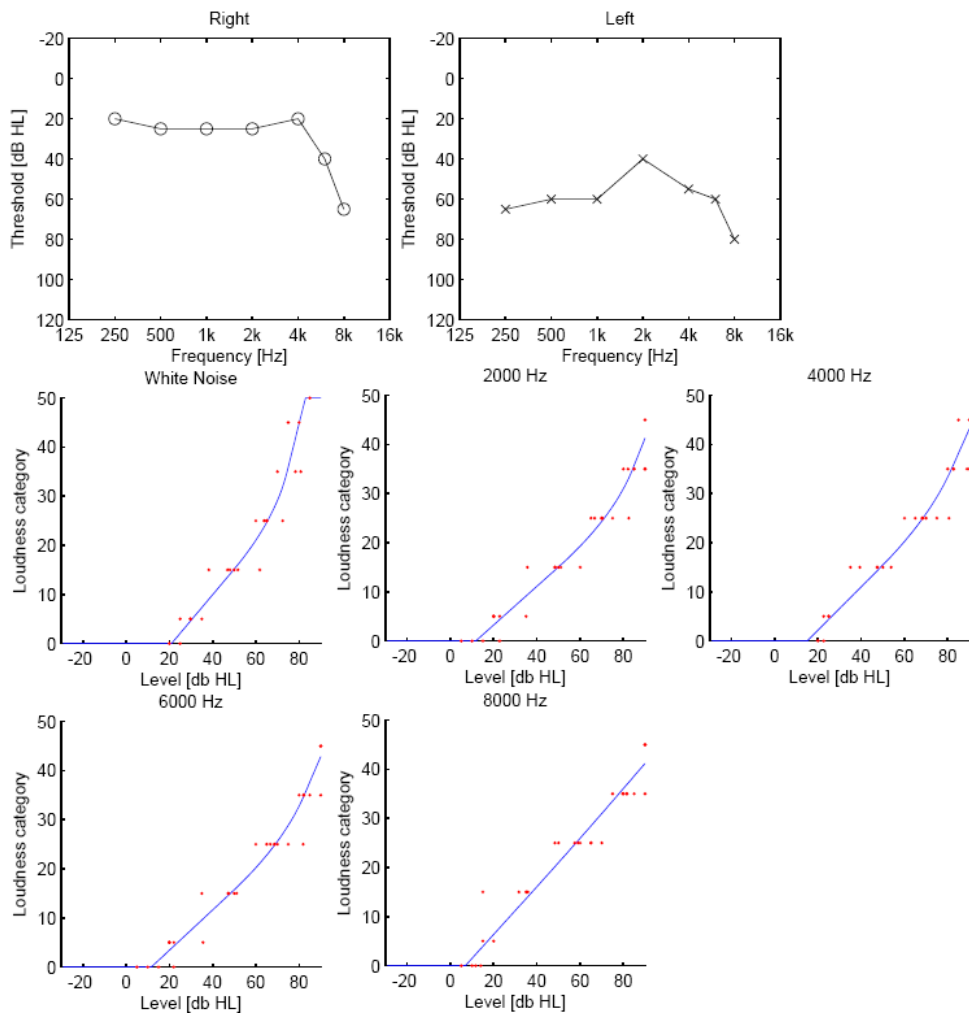 Right
Left
-20
0
20
40
60
80
100
120
Threshold [dB HL]
125 250 500 1k 2k 4k 8k 16k
Frequency [Hz]
-20
0
20
40
60
80
100
120
Threshold [dB HL]
125 250 500 1k 2k 4k 8k 16k
Frequency [Hz]
White Noise
50
40
30
20
10
0
Loudness category
-20 0 20 40 60 80
Level [db HL]
2000 Hz
50
40
30
20
10
0
Loudness category
-20 0 20 40 60 80
Level [db HL]
4000 Hz
50
40
30
20
10
0
Loudness category
-20 0 20 40 60 80
Level [db HL]
6000 Hz
50
40
30
20
10
0
Loudness category
-20 0 20 40 60 80
Level [db HL]
8000 Hz
50
40
30
20
10
0
Loudness category
-20 0 20 40 60 80
Level [db HL]